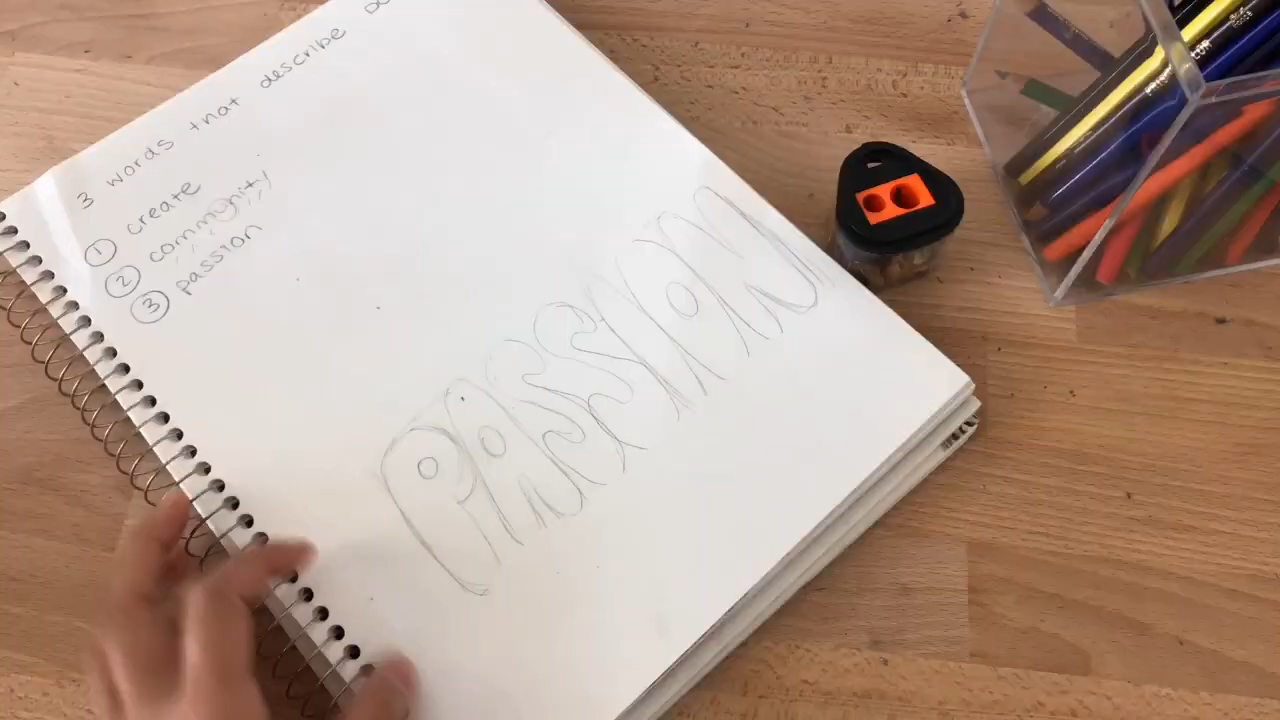 3 words that describe
1 create
2 community!
3 passion
PASSION